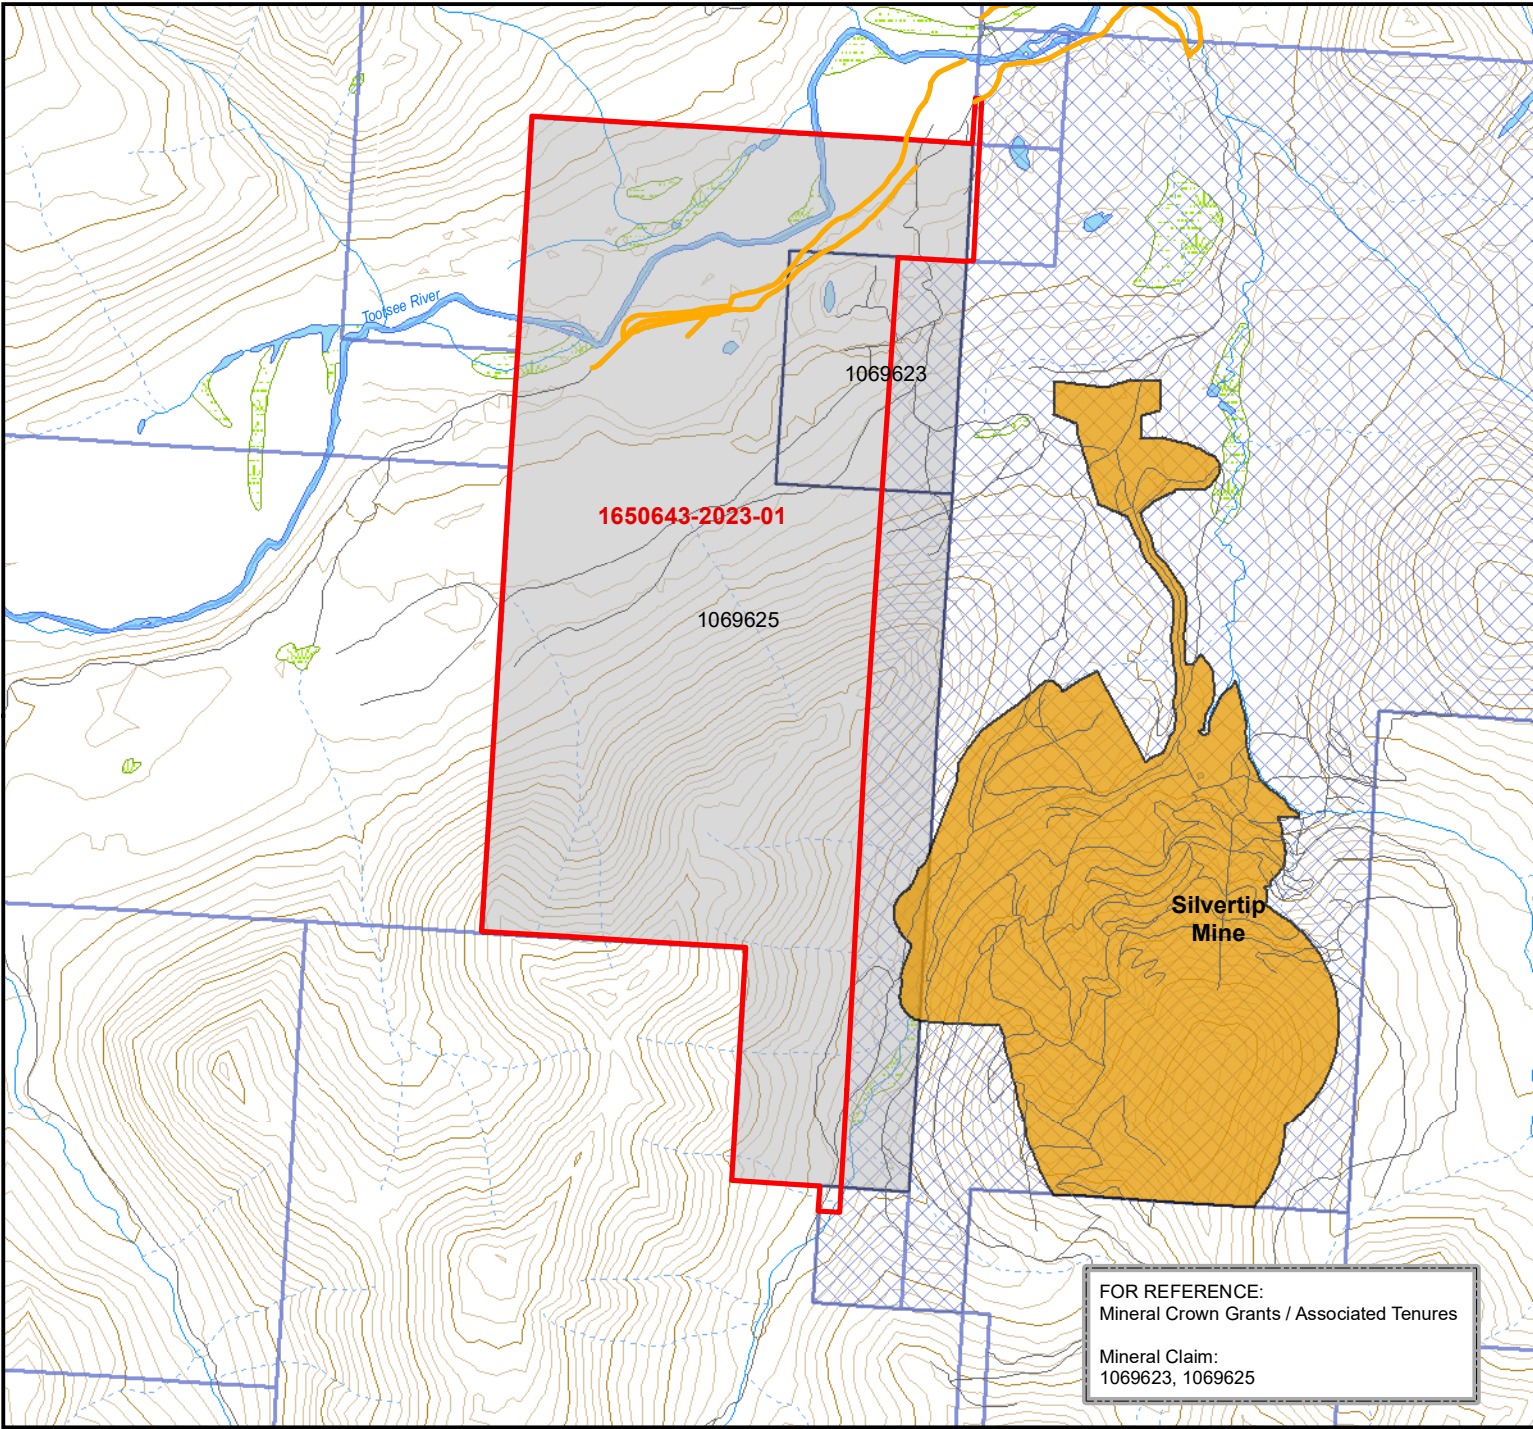 Tootsee River
1069623
1650643-2023-01
1069625
Silvertip
Mine
FOR REFERENCE:
Mineral Crown Grants / Associated Tenures
Mineral Claim:
1069623, 1069625